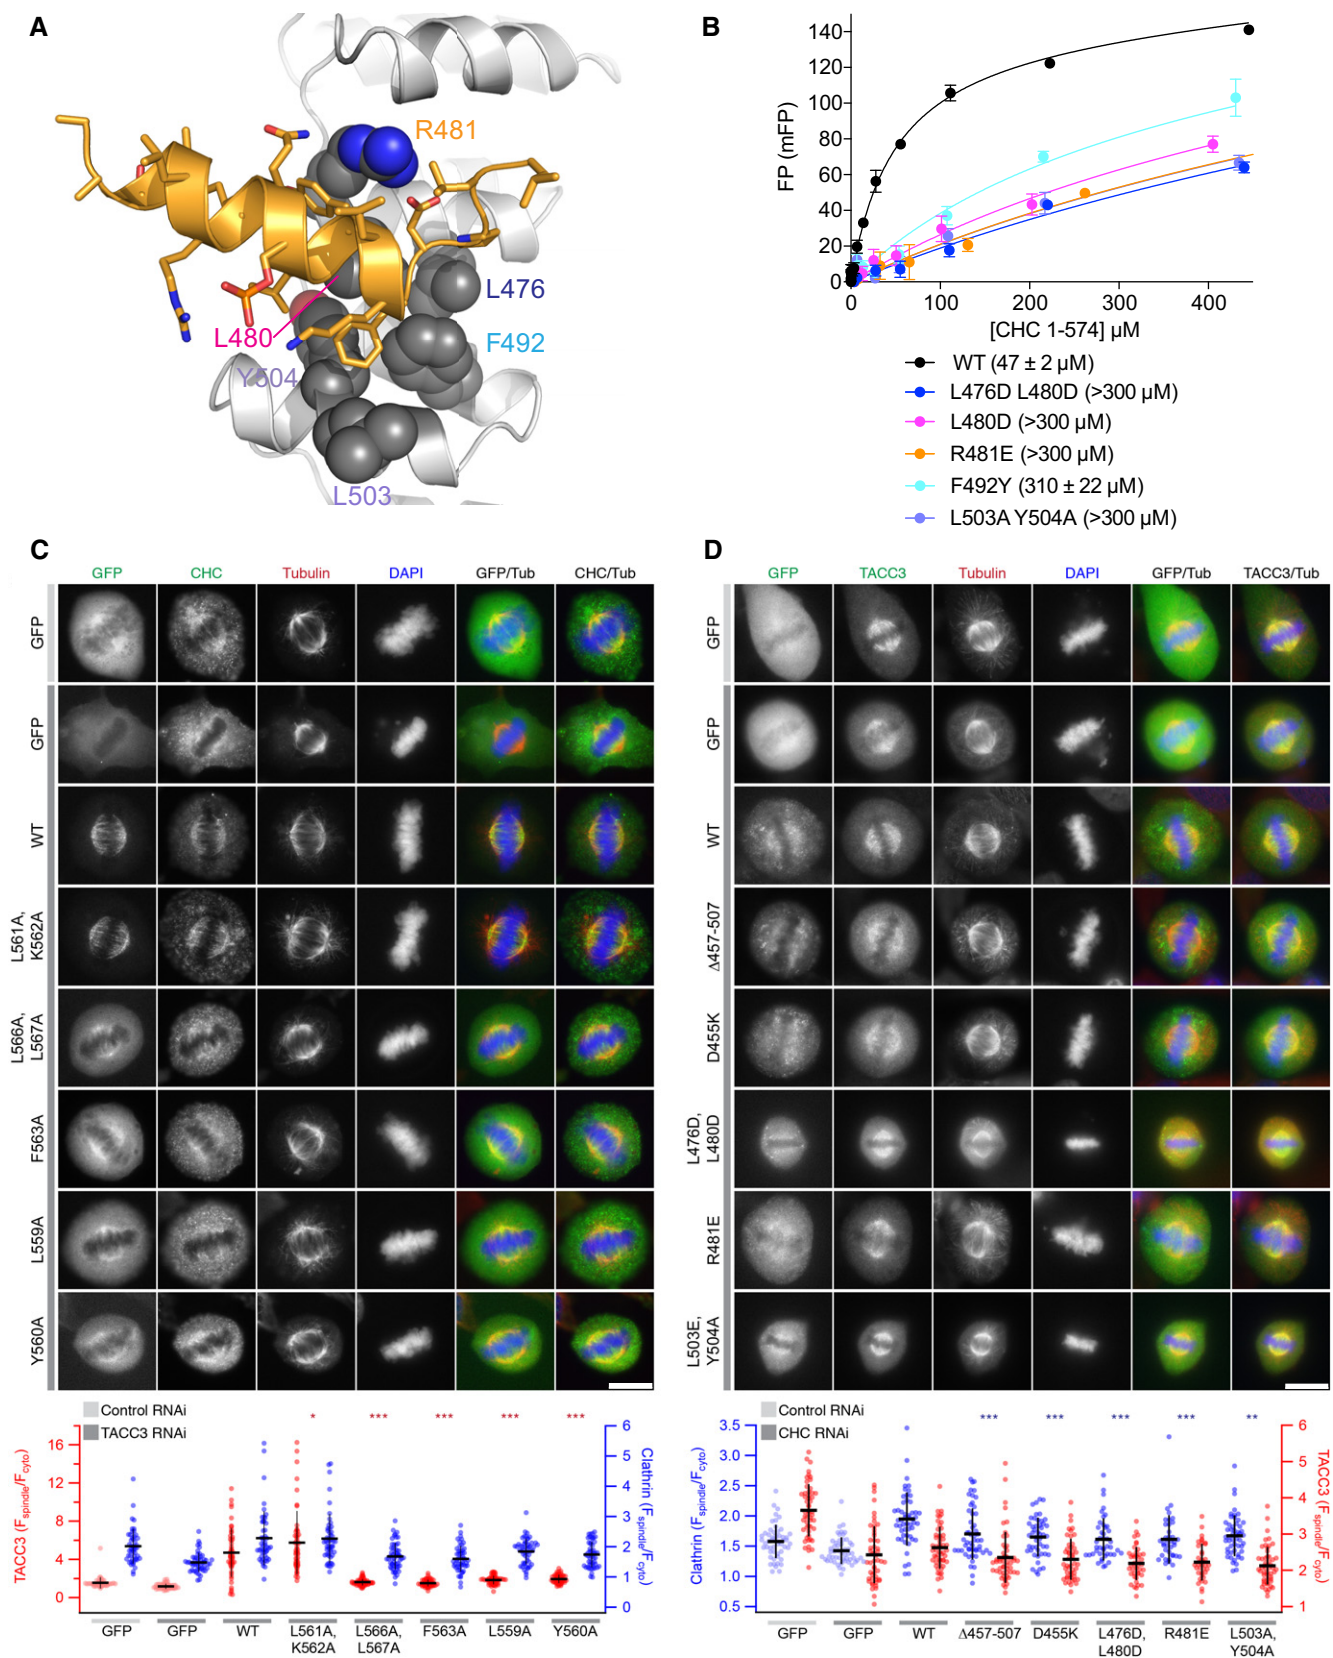 A
R481
L476
L480
F492
Y504
L503
B
FP (mFP)
140
120
100
80
60
40
20
0
0 100 200 300 400
[CHC 1-574] µM
WT (47 ± 2 µM)
L476D L480D (>300 µM)
L480D (>300 µM)
R481E (>300 µM)
F492Y (310 ± 22 µM)
L503A Y504A (>300 µM)
C
GFP CHC Tubulin DAPI GFP/Tub CHC/Tub
GFP
GFP
WT
L561A,
K562A
L566A,
L567A
F563A
L559A
Y560A
Control RNAi
TACC3 RNAi
* *** *** *** ***
TACC3 (Fspindle/Fcyto)
16
12
8
4
0
Clathrin (Fspindle/Fcyto)
6
5
4
3
2
1
0
GFP GFP WT L561A, L566A, F563A L559A Y560A
K562A L567A
D
GFP TACC3 Tubulin DAPI GFP/Tub TACC3/Tub
GFP
GFP
WT
Δ457-507
D455K
L476D,
L480D
R481E
L503E,
Y504A
Control RNAi
CHC RNAi
*** *** *** *** **
Clathrin (Fspindle/Fcyto)
3.5
3.0
2.5
2.0
1.5
1.0
0.5
TACC3 (Fspindle/Fcyto)
6
5
4
3
2
1
GFP GFP WT Δ457-507 D455K L476D, R481E L503A,
L480D Y504A